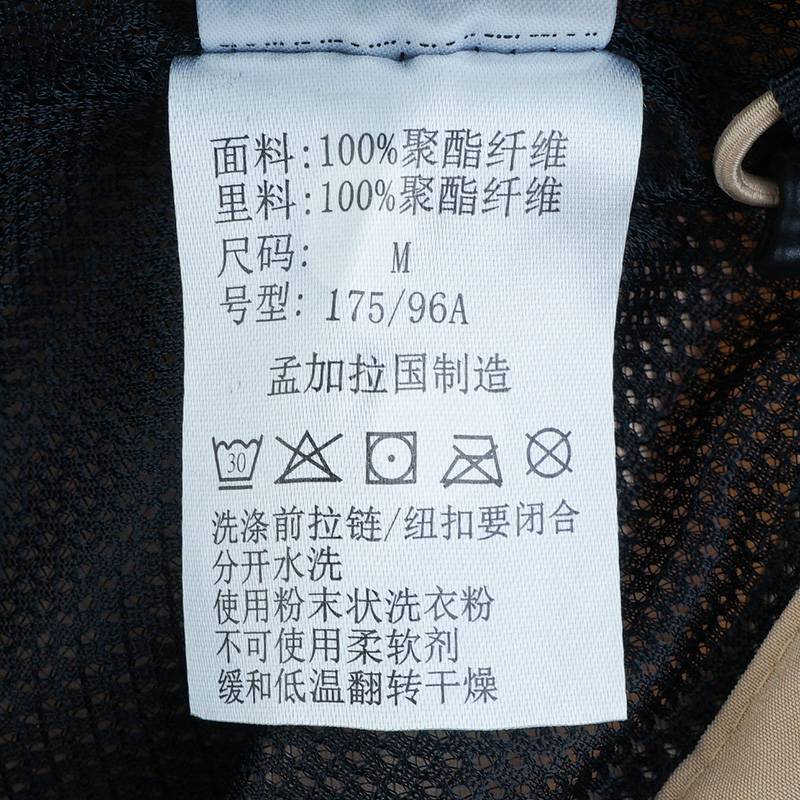 面料:100%聚酯纤维
里料:100%聚酯纤维
尺码: M
号型: 175/96A
孟加拉国制造
30
洗涤前拉链/纽扣要闭合
分开水洗
使用粉末状洗衣粉
不可使用柔软剂
缓和低温翻转干燥